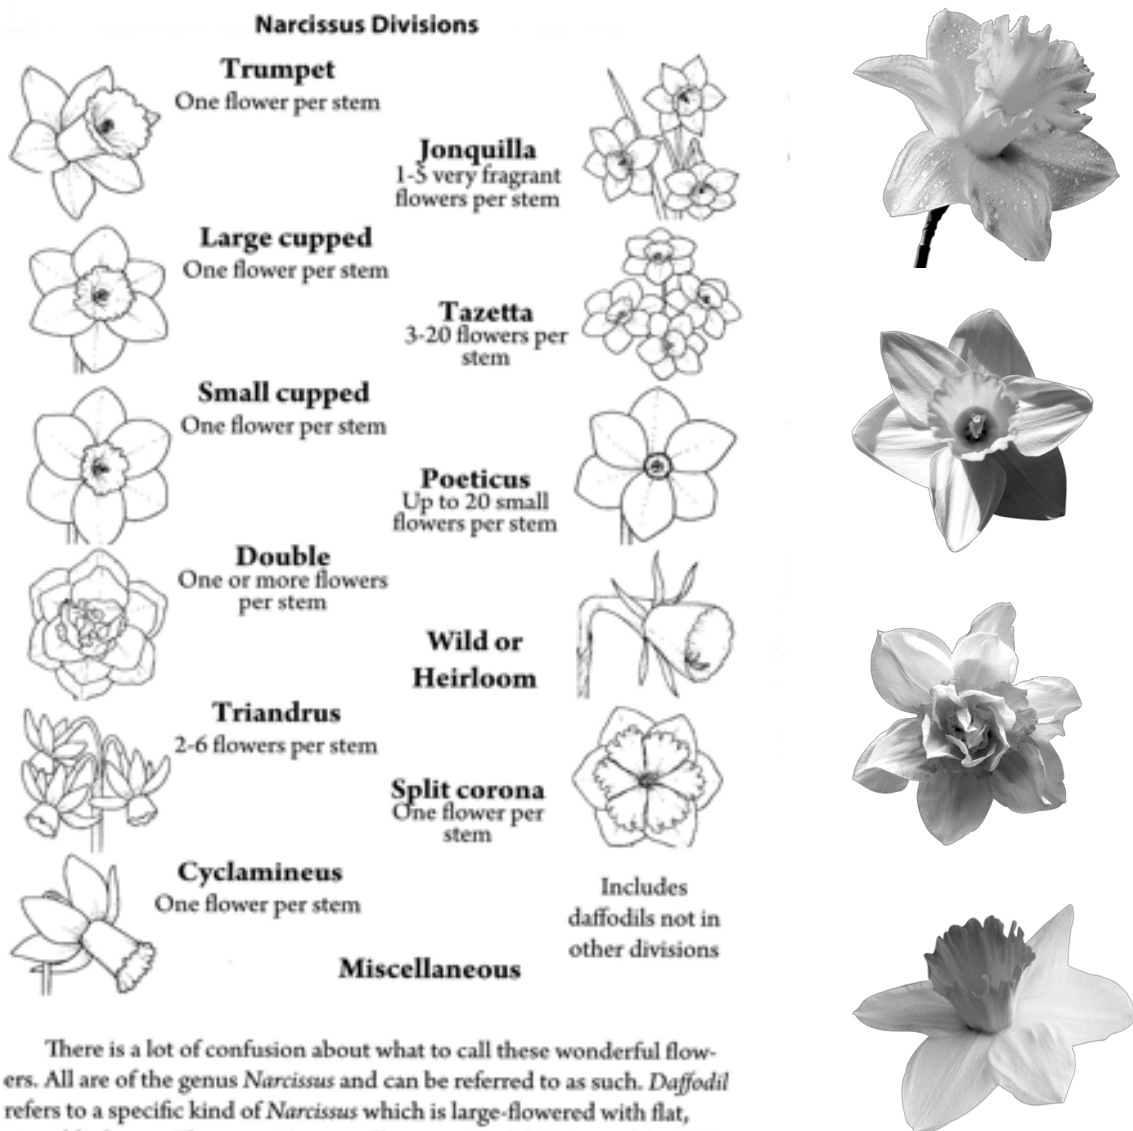 Narcissus Divisions
Trumpet
One flower per stem
Jonquilla
1-5 very fragrant
flowers per stem
Large cupped
One flower per stem
Tazetta
3-20 flowers per
stem
Small cupped
One flower per stem
Poeticus
Up to 20 small
flowers per stem
Double
One or more flowers
per stem
Wild or
Heirloom
Triandrus
2-6 flowers per stem
Split corona
One flower per
stem
Cyclamineus
One flower per stem
Includes
daffodils not in
other divisions
Miscellaneous
There is a lot of confusion about what to call these wonderful flow-
ers. All are of the genus Narcissus and can be referred to as such. Daffodil
refers to a specific kind of Narcissus which is large-flowered with flat,